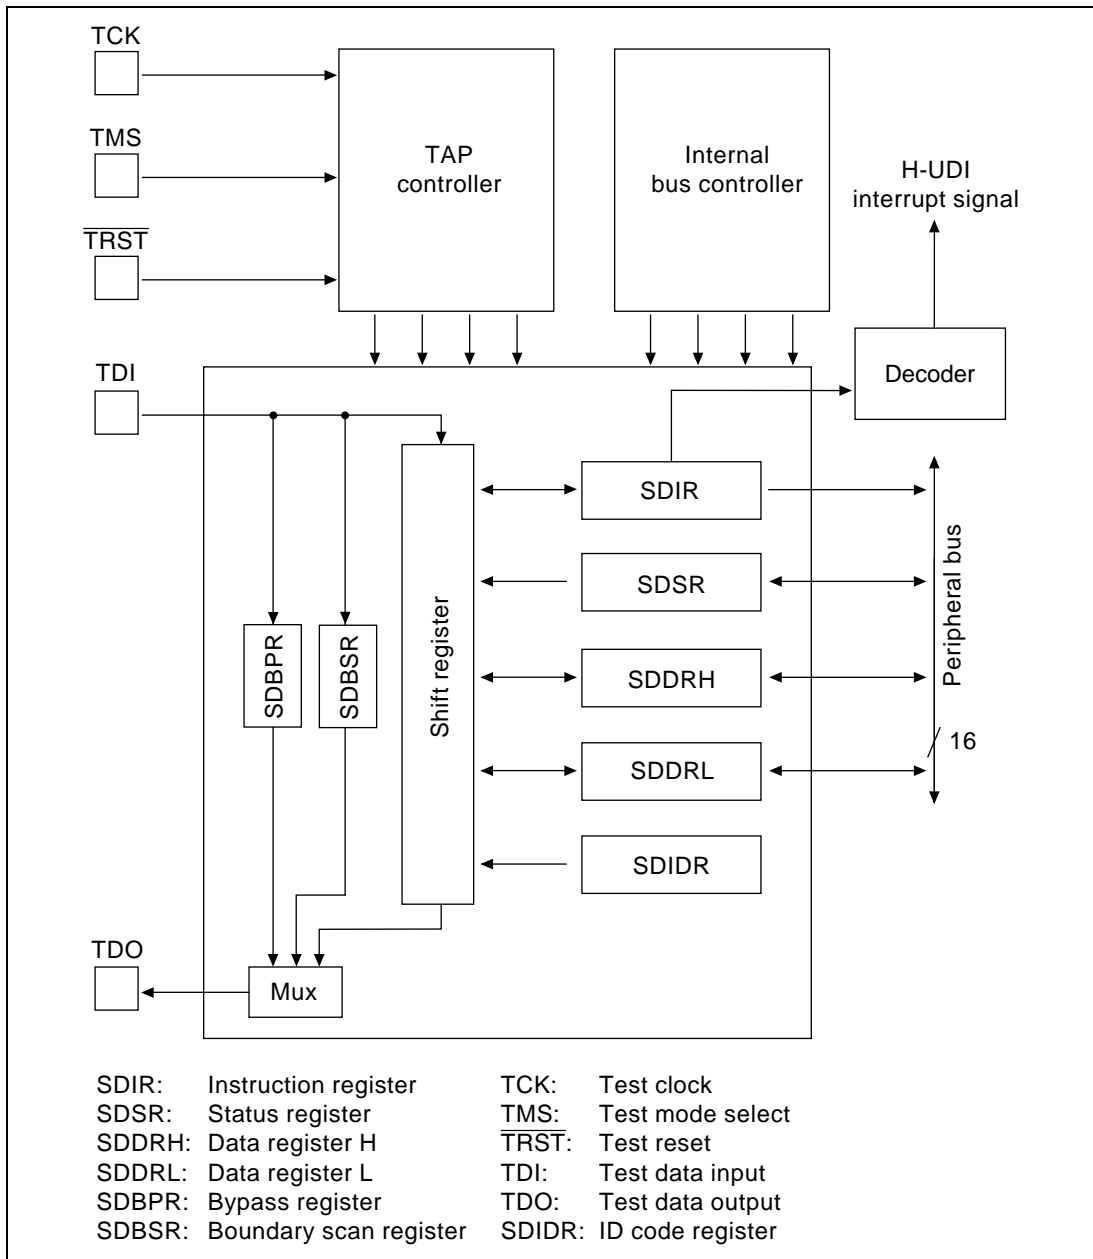 TCK
TMS
TRST
TAP
controller
Internal
bus controller
H-UDI
interrupt signal
TDI
Decoder
SDIR
SDSR
SDDRH
SDDRL
SDIDR
SDBPR
SDBSR
Shift register
Peripheral bus
16
TDO
Mux
SDIR: Instruction register
SDSR: Status register
SDDRH: Data register H
SDDRL: Data register L
SDBPR: Bypass register
SDBSR: Boundary scan register
TCK: Test clock
TMS: Test mode select
TRST: Test reset
TDI: Test data input
TDO: Test data output
SDIDR: ID code register